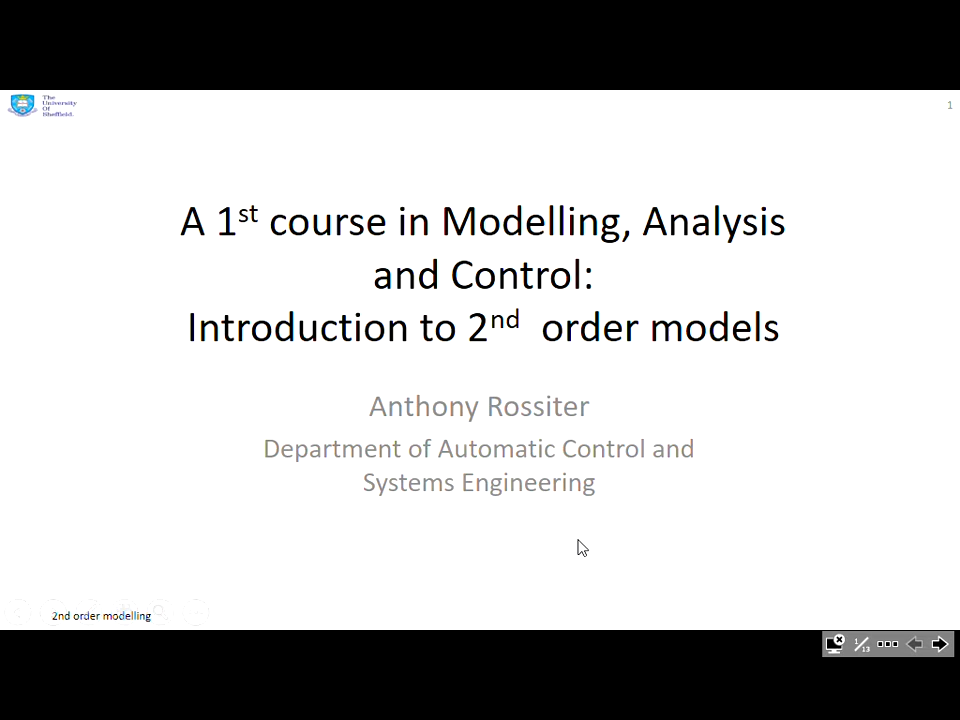 The
University
Of
Sheffield.
1
A 1st course in Modelling, Analysis
and Control:
Introduction to 2nd order models
Anthony Rossiter
Department of Automatic Control and
Systems Engineering
2nd order modelling
1/13